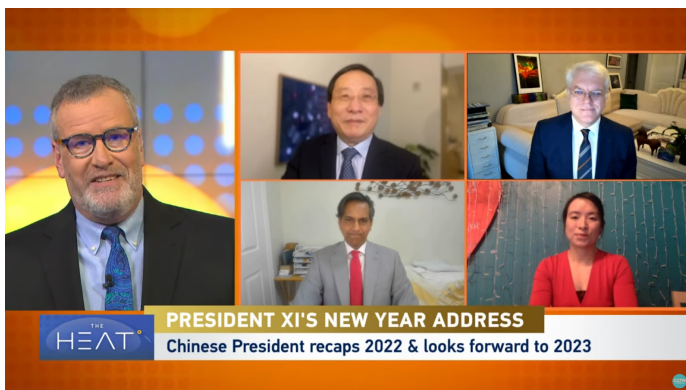 PRESIDENT XI'S NEW YEAR ADDRESS
THE
HEAT
Chinese President recaps 2022 & looks forward to 2023